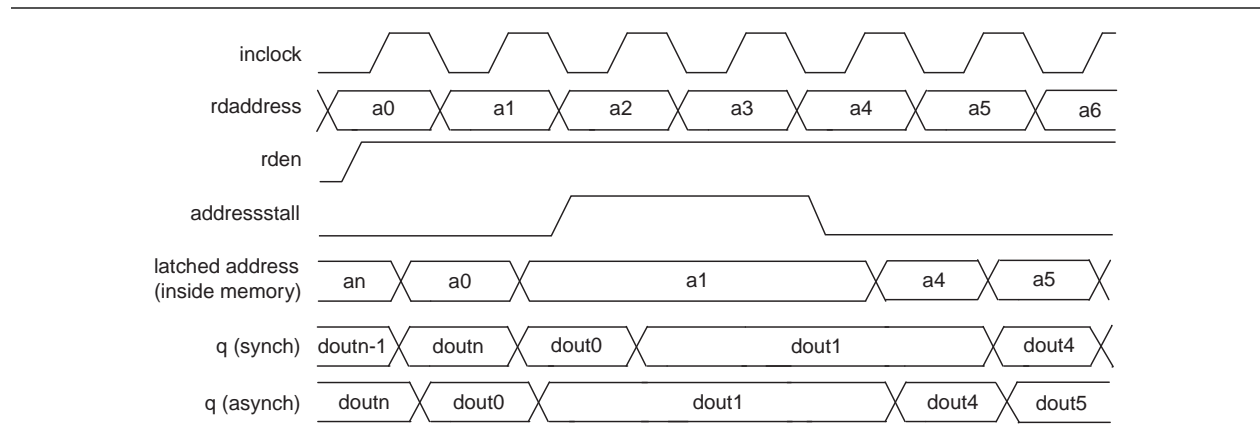 inclock
rdaddress a0 a1 a2 a3 a4 a5 a6
rden
addressstall
latched address
(inside memory) an a0 a1 a4 a5
q (synch) doutn-1 doutn dout0 dout1 dout4
q (asynch) doutn dout0 dout1 dout4 dout5